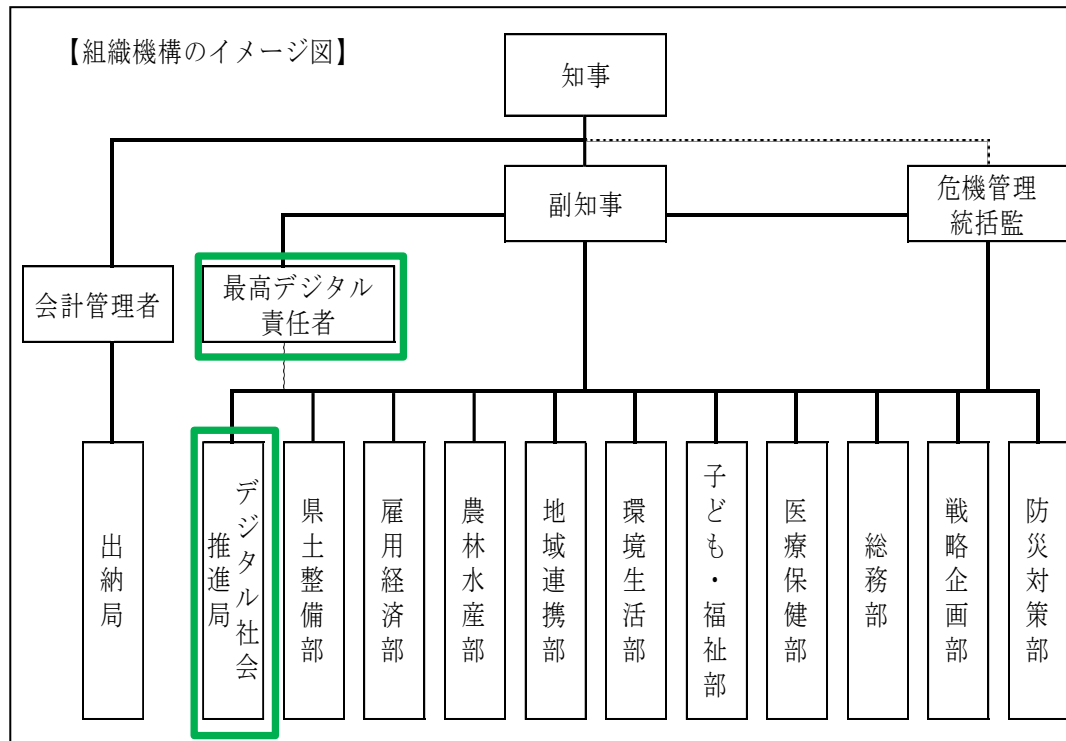 【組織機構のイメージ図】
知事
副知事
危機管理
統括監
会計管理者
最高デジタル
責任者
出納局
デジタル社会
推進局
県土整備部
雇用経済部
農林水産部
地域連携部
環境生活部
子ども・福祉部
医療保健部
総務部
戦略企画部
防災対策部